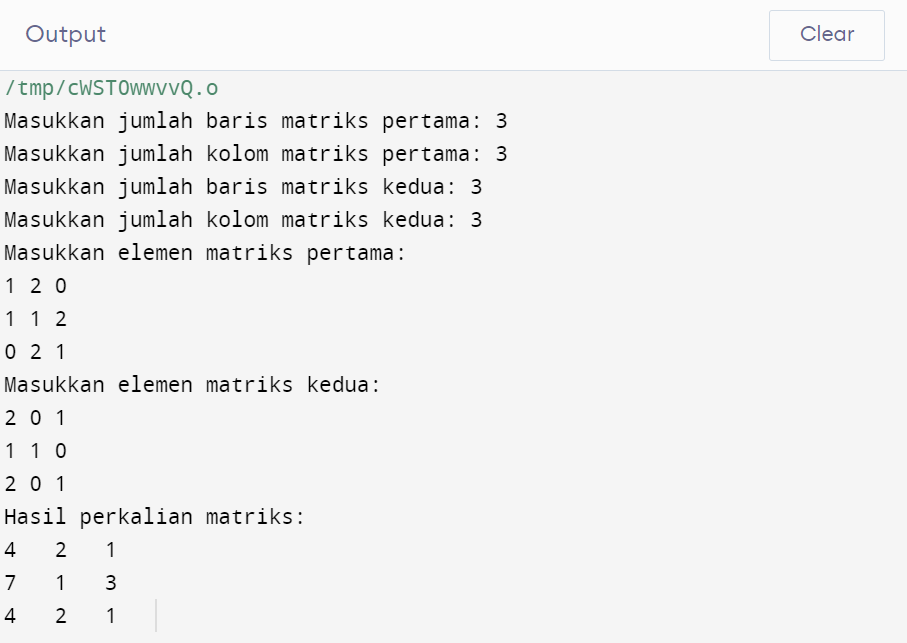 Output
Clear
/tmp/cWSTOwwvvQ.o
Masukkan jumlah baris matriks pertama: 3
Masukkan jumlah kolom matriks pertama: 3
Masukkan jumlah baris matriks kedua: 3
Masukkan jumlah kolom matriks kedua: 3
Masukkan elemen matriks pertama:
1 2 0
1 1 2
0 2 1
Masukkan elemen matriks kedua:
2 0 1
1 1 0
2 0 1
Hasil perkalian matriks:
4 2 1
7 1 3
4 2 1